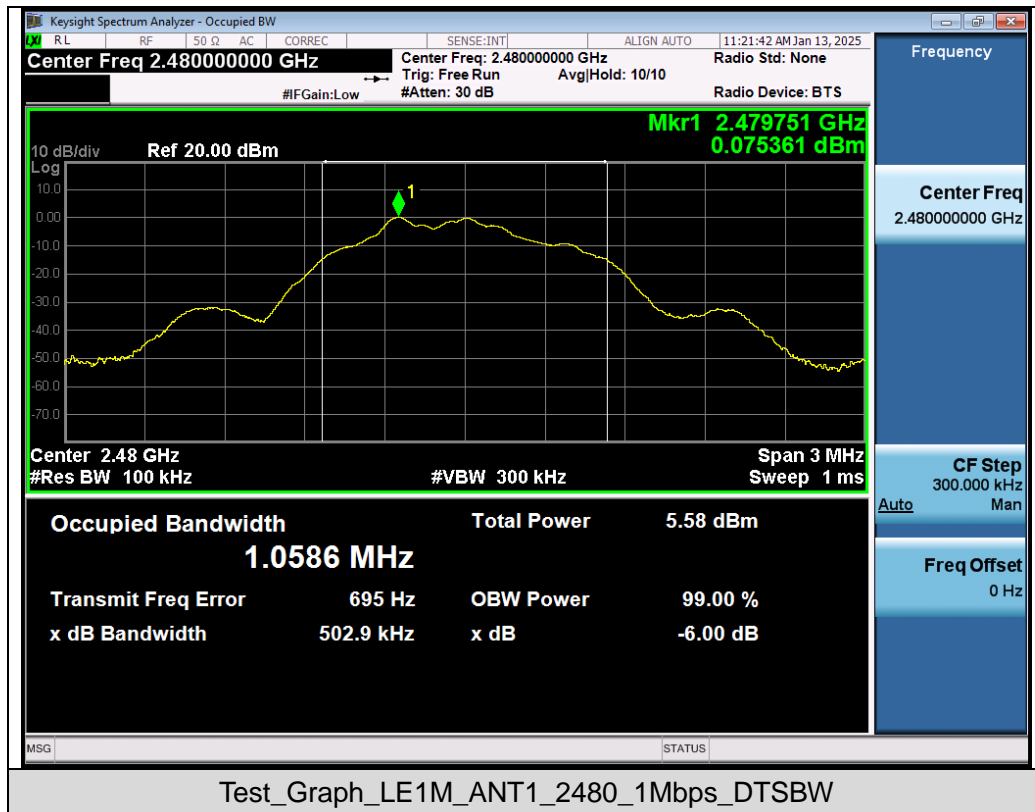 Keysight Spectrum Analyzer - Occupied BW
LXI RL RF 50 Ω AC CORREC SENSE:INT ALIGN AUTO 11:21:42 AM Jan 13, 2025
Center Freq 2.480000000 GHz
Center Freq: 2.480000000 GHz
Radio Std: None
Trig: Free Run Avg|Hold: 10/10
#IFGain:Low
#Atten: 30 dB
Radio Device: BTS
Mkr1 2.479751 GHz
0.075361 dBm
10 dB/div Ref 20.00 dBm
Log
10.0
1
0.00
-10.0
-20.0
-30.0
-40.0
-50.0
-60.0
-70.0
Center 2.48 GHz
Span 3 MHz
#Res BW 100 kHz
#VBW 300 kHz
Sweep 1 ms
Occupied Bandwidth
1.0586 MHz
Total Power 5.58 dBm
Transmit Freq Error 695 Hz
OBW Power 99.00 %
x dB Bandwidth 502.9 kHz
x dB -6.00 dB
Frequency
Center Freq
2.480000000 GHz
CF Step
300.000 kHz
Auto Man
Freq Offset
0 Hz
MSG
STATUS
Test_Graph_LE1M_ANT1_2480_1Mbps_DTSBW